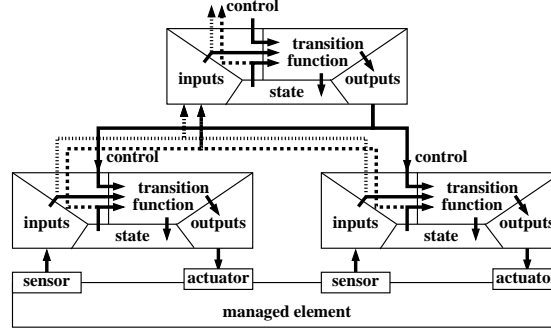 control
transition
function
inputs
outputs
state
control
control
transition
function
transition
function
inputs
outputs
inputs
outputs
state
state
sensor
actuator
sensor
actuator
managed element